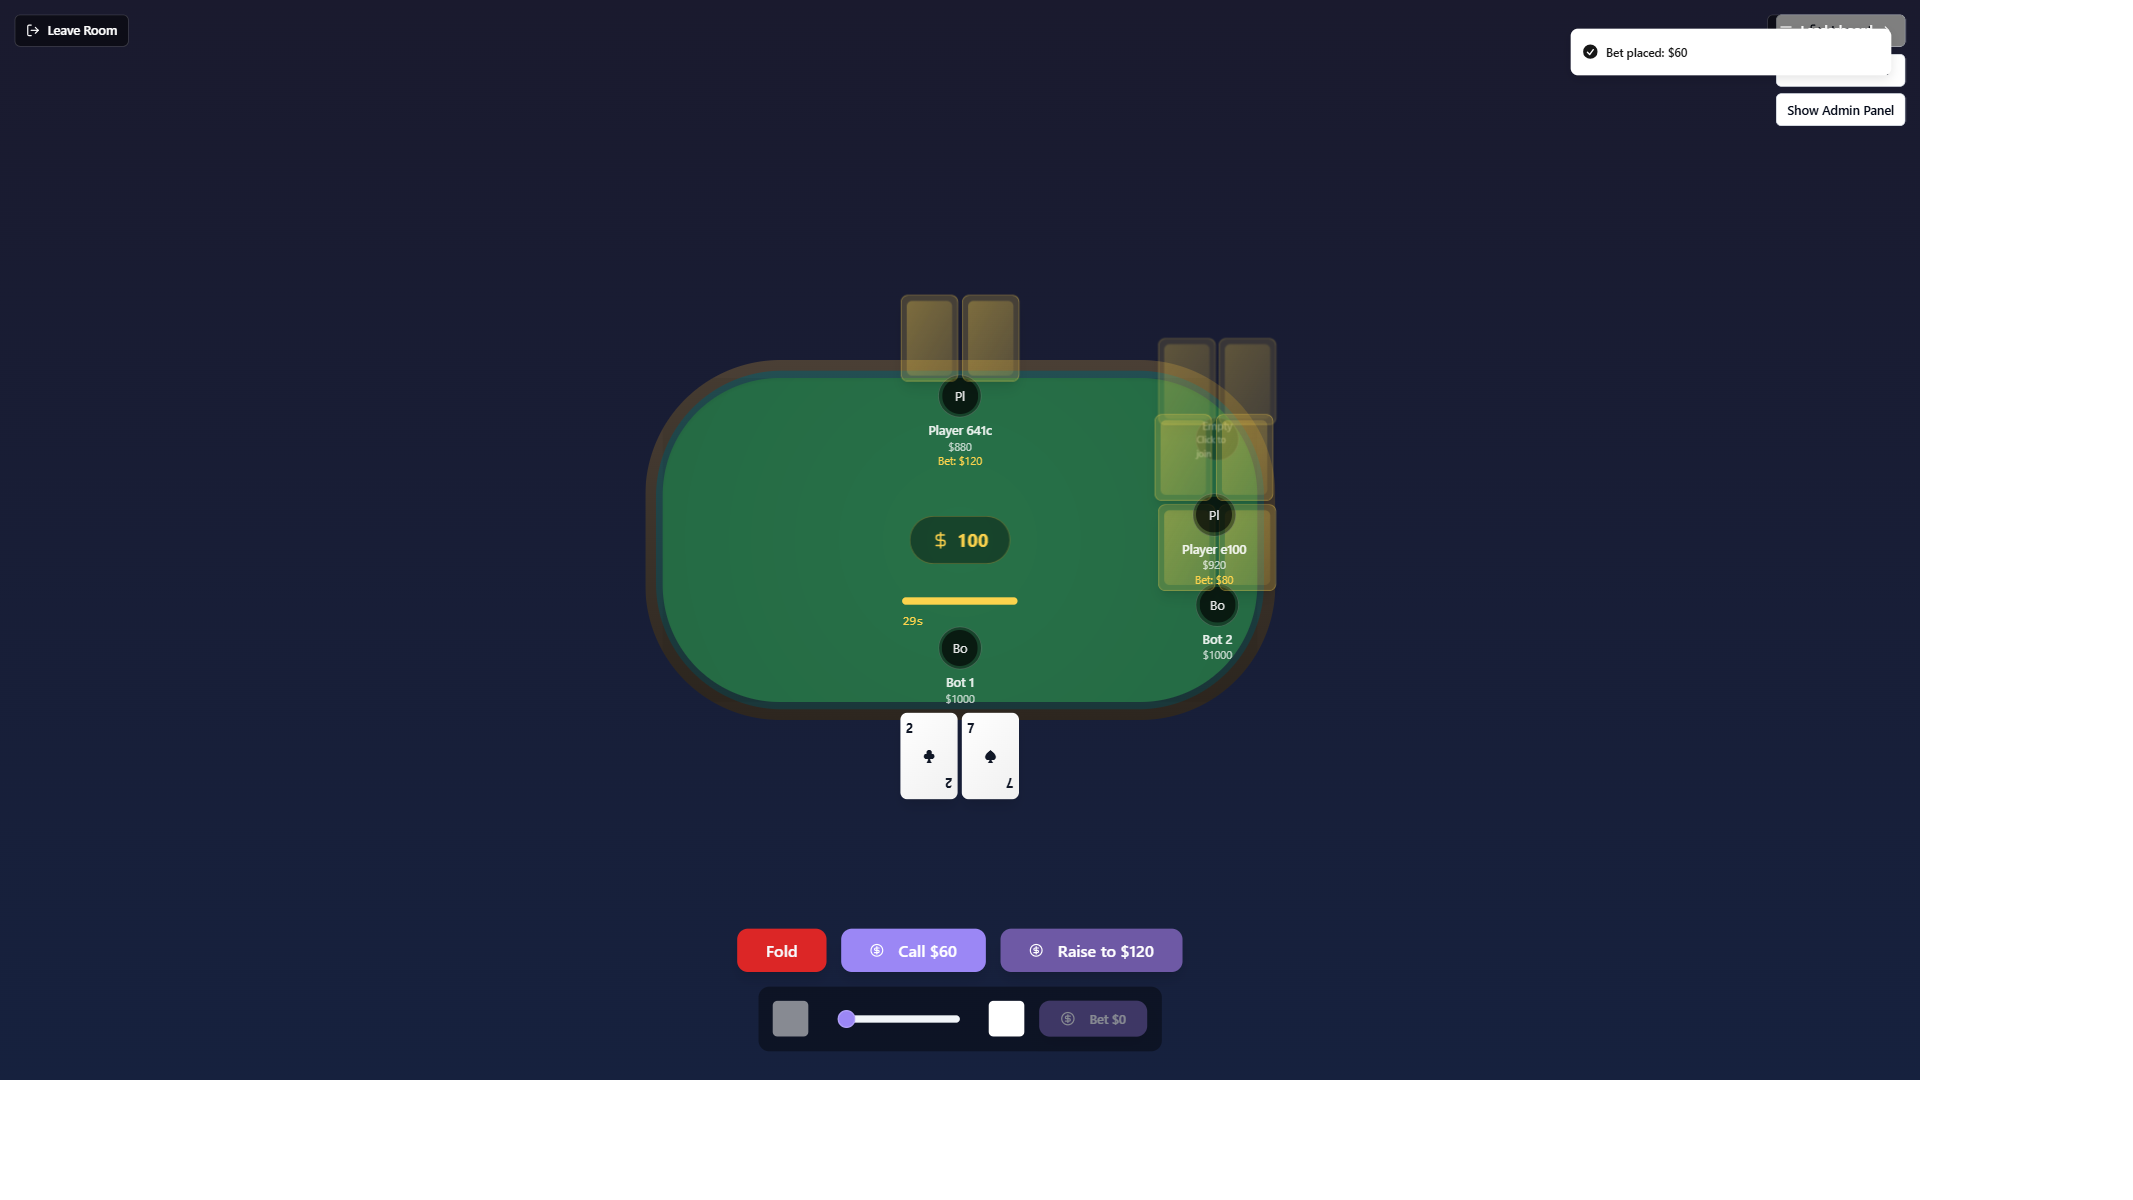 Leave Room
Bet placed: $60
Show Admin Panel
Pl
Player 641c
$880
Bet: $120
Empty
Click to
join
Pl
Player e100
$920
Bet: $80
$ 100
29s
Bo
Bot 2
$1000
Bo
Bot 1
$1000
2
7
2
7
Fold
Call $60
Raise to $120
Bet $0